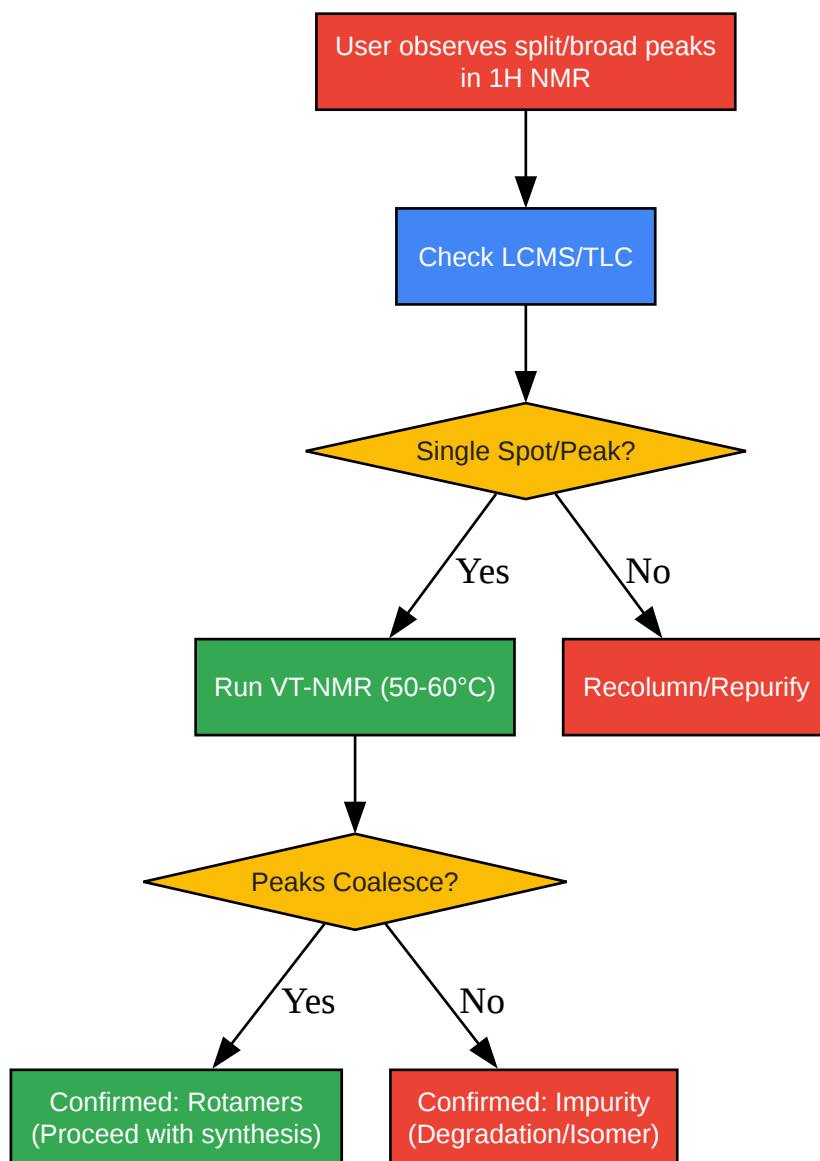 User observes split/broad peaks
in 1H NMR
Check LCMS/TLC
Single Spot/Peak?
Yes
No
Run VT-NMR (50-60°C)
Recolumn/Repurify
Peaks Coalesce?
Yes
No
Confirmed: Rotamers
(Proceed with synthesis)
Confirmed: Impurity
(Degradation/Isomer)